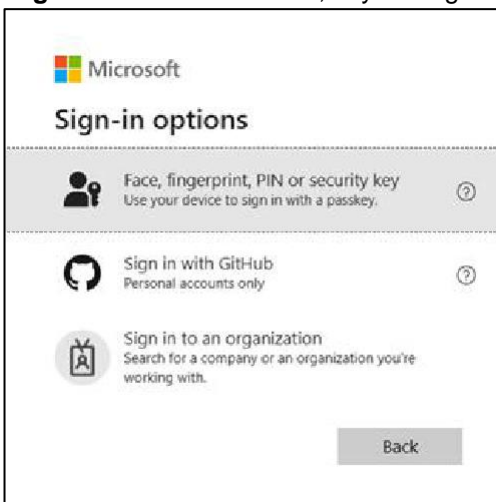 Microsoft
Sign-in options
Face, fingerprint, PIN or security key
Use your device to sign in with a passkey.
Sign in with GitHub
Personal accounts only
Sign in to an organization
Search for a company or an organization you're
working with.
Back